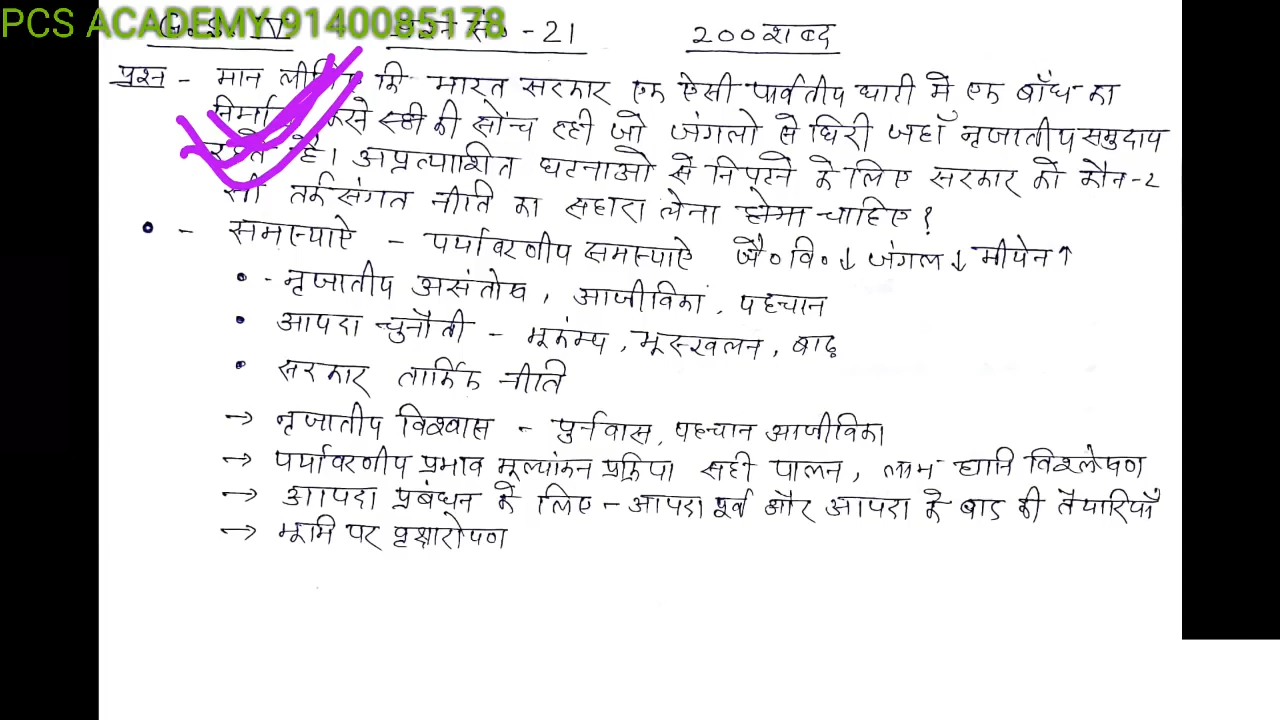 PCS ACADEMY 9140085178
G.S. IV प्रश्न सं० - 21 200 शब्द
प्रश्न - मान लीजिए कि भारत सरकार एक ऐसी पार्वतीय घाटी में एक बाँध का
निर्माण करने की सोंच रही जो जंगलो से घिरी जहाँ नृजातीय समुदाय
रहते है। अप्रत्याशित घटनाओ से निपटने के लिए सरकार को कौन-2
सी तर्कसंगत नीति का सहारा लेना चाहिए?
• - समस्याऐ - पर्यावरणीय समस्याऐ जै०वि०↓ जंगल↓ मीथेन↑
• - नृजातीय असंतोष, आजीविका, पहचान
• आपदा चुनौती - भूकंम्प, भूस्खलन, बाढ़
• सरकार तार्किक नीति
→ नृजातीय विश्वास - पुर्नवास, पहचान आजीविका
→ पर्यावरणीय प्रभाव मूल्यांकन प्रक्रिया सही पालन, लाभ हानि विश्लेषण
→ आपदा प्रबंधन के लिए - आपदा पूर्व और आपदा के बाद की तैयारियाँ
→ भूमि पर वृक्षारोपण